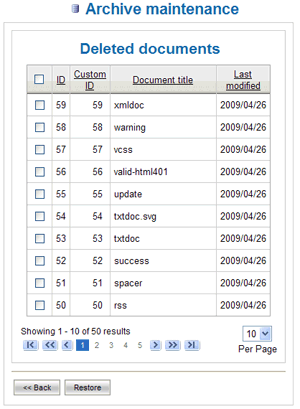 Archive maintenance
Deleted documents
ID Custom ID Document title Last modified
59 59 xmldoc 2009/04/26
58 58 warning 2009/04/26
57 57 vcss 2009/04/26
56 56 valid-html401 2009/04/26
55 55 update 2009/04/26
54 54 txtdoc.svg 2009/04/26
53 53 txtdoc 2009/04/26
52 52 success 2009/04/26
51 51 spacer 2009/04/26
50 50 rss 2009/04/26
Showing 1 - 10 of 50 results
1 2 3 4 5
10
Per Page
<< Back Restore